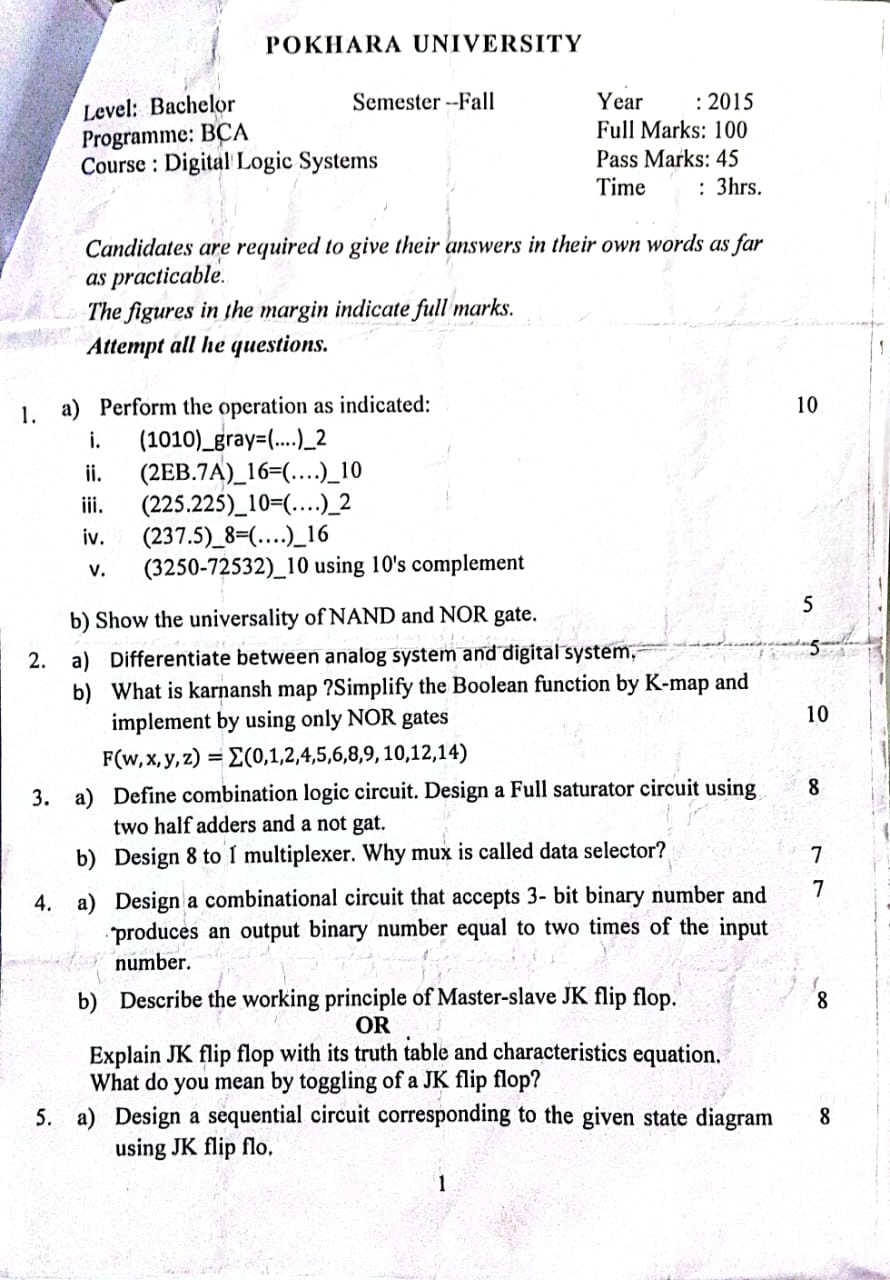 POKHARA UNIVERSITY
Level: Bachelor Semester --Fall Year : 2015
Programme: BCA Full Marks: 100
Course : Digital Logic Systems Pass Marks: 45
Time : 3hrs.
Candidates are required to give their answers in their own words as far
as practicable.
The figures in the margin indicate full marks.
Attempt all he questions.
1. a) Perform the operation as indicated: 10
i. (1010)_gray=(....)_2
ii. (2EB.7A)_16=(....)_10
iii. (225.225)_10=(....)_2
iv. (237.5)_8=(....)_16
v. (3250-72532)_10 using 10's complement
b) Show the universality of NAND and NOR gate. 5
2. a) Differentiate between analog system and digital system, 5
b) What is karnansh map ?Simplify the Boolean function by K-map and
implement by using only NOR gates 10
F(w,x,y,z) = Σ(0,1,2,4,5,6,8,9,10,12,14)
3. a) Define combination logic circuit. Design a Full saturator circuit using 8
two half adders and a not gat.
b) Design 8 to 1 multiplexer. Why mux is called data selector? 7
4. a) Design a combinational circuit that accepts 3- bit binary number and 7
produces an output binary number equal to two times of the input
number.
b) Describe the working principle of Master-slave JK flip flop. 8
OR
Explain JK flip flop with its truth table and characteristics equation.
What do you mean by toggling of a JK flip flop?
5. a) Design a sequential circuit corresponding to the given state diagram 8
using JK flip flo.
1